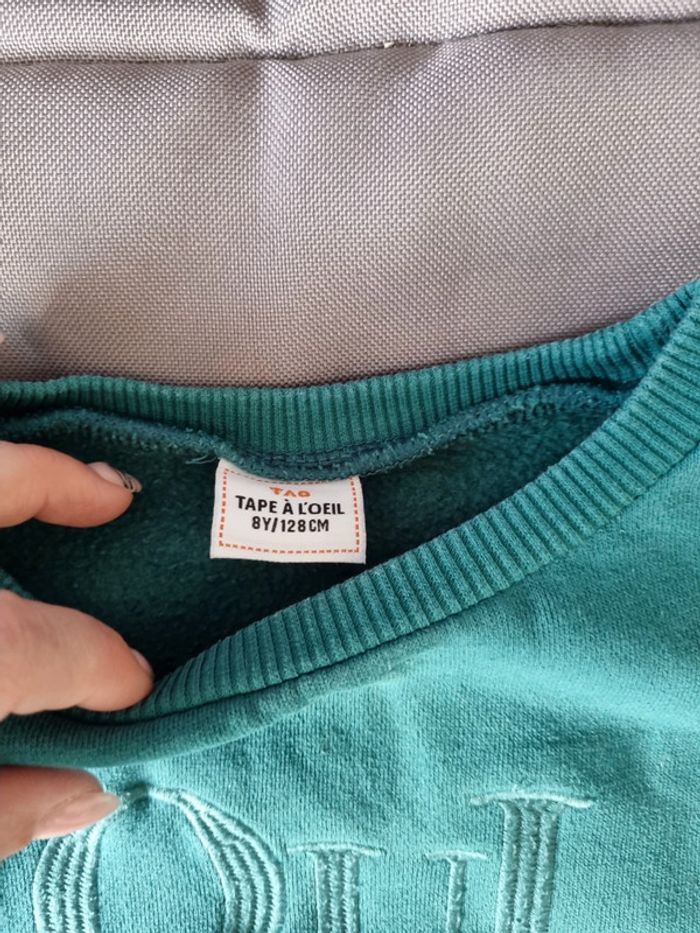 TAO
TAPE À L'OEIL
8Y/128CM